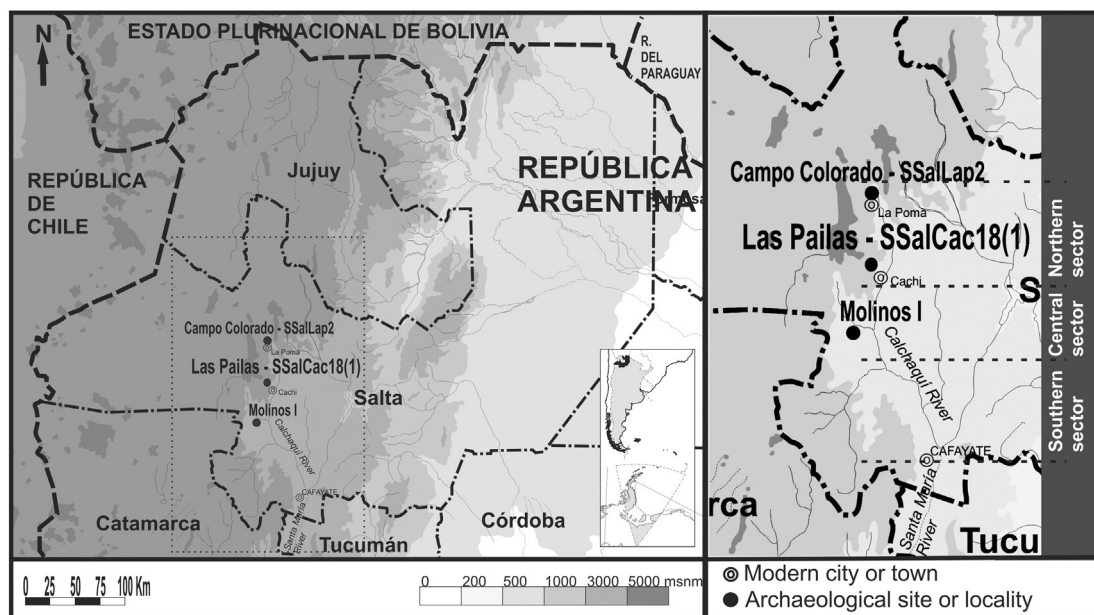 ESTADO PLURINACIONAL DE BOLIVIA
N
R.
DEL
PARAGUAY
Jujuy
REPÚBLICA
DE
CHILE
REPÚBLICA
ARGENTINA
Campo Colorado - SSalLap2
La Poma
Las Pailas - SSalCac18(1)
Cachi
Salta
Molinos I
Calchaquí River
CAFAYATE
Catamarca
Santa María
River
Tucumán
Córdoba
0 25 50 75 100 Km
0 200 500 1000 3000 5000 msnm
Campo Colorado - SSalLap2
La Poma
Las Pailas - SSalCac18(1)
Cachi
S
Molinos I
Calchaquí River
CAFAYATE
rca
Santa María
River
Tucu
Northern
sector
Central
sector
Southern
sector
Modern city or town
Archaeological site or locality